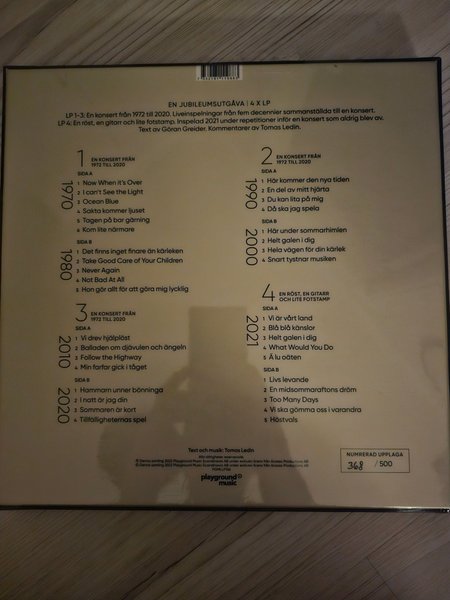 EN JUBILEUMSUTGÅVA | 4 X LP
LP 1-3: En konsert från 1972 till 2020. Liveinspelningar från fem decennier sammanställda till en konsert.
LP 4: En röst, en gitarr och lite fotstamp. Inspelad 2021 under repetitioner inför en konsert som aldrig blev av.
Text av Göran Greider. Kommentarer av Tomas Ledin.
1 EN KONSERT FRÅN
1972 TILL 2020
SIDA A
1970
1 Now When it's Over
2 I can't See the Light
3 Ocean Blue
4 Sakta kommer ljuset
5 Tagen på bar gärning
6 Kom lite närmare
SIDA B
1980
1 Det finns inget finare än kärleken
2 Take Good Care of Your Children
3 Never Again
4 Not Bad At All
5 Hon gör allt för att göra mig lycklig
2 EN KONSERT FRÅN
1972 TILL 2020
SIDA A
1990
1 Här kommer den nya tiden
2 En del av mitt hjärta
3 Du kan lita på mig
4 Då ska jag spela
SIDA B
2000
1 Här under sommarhimlen
2 Helt galen i dig
3 Hela vägen för din kärlek
4 Snart tystnar musiken
3 EN KONSERT FRÅN
1972 TILL 2020
SIDA A
2010
1 Vi drev hjälplöst
2 Balladen om djävulen och ängeln
3 Follow the Highway
4 Min farfar gick i tåget
SIDA B
2020
1 Hammarn unner bönninga
2 I natt är jag din
3 Sommaren är kort
4 Tillfälligheternas spel
4 EN RÖST, EN GITARR
OCH LITE FOTSTAMP
SIDA A
2021
1 Vi är vårt land
2 Blå blå känslor
3 Helt galen i dig
4 What Would You Do
5 Å lu oäten
SIDA B
1 Livs levande
2 En midsommaraftons dröm
3 Too Many Days
4 Vi ska gömma oss i varandra
5 Höstvals
Text och musik: Tomas Ledin
playground
music
NUMRERAD UPPLAGA
368 / 500